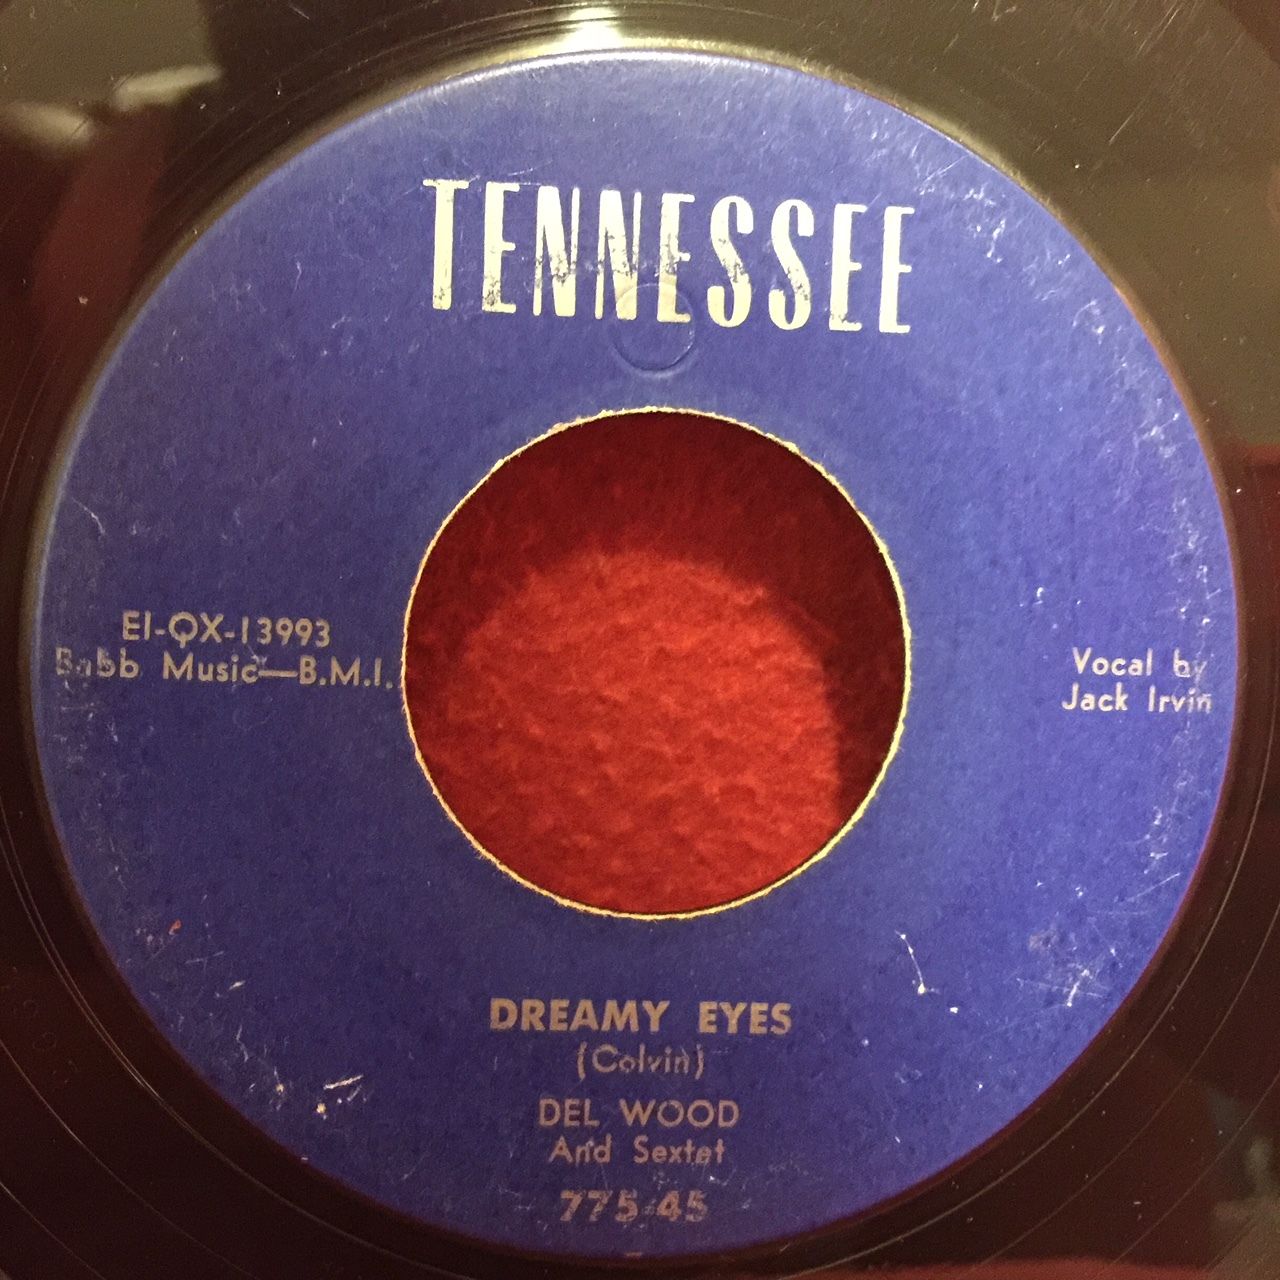 TENNESSEE
EI-QX-13993
Babb Music—B.M.I.
Vocal by
Jack Irvin
DREAMY EYES
(Colvin)
DEL WOOD
And Sextet
775-45